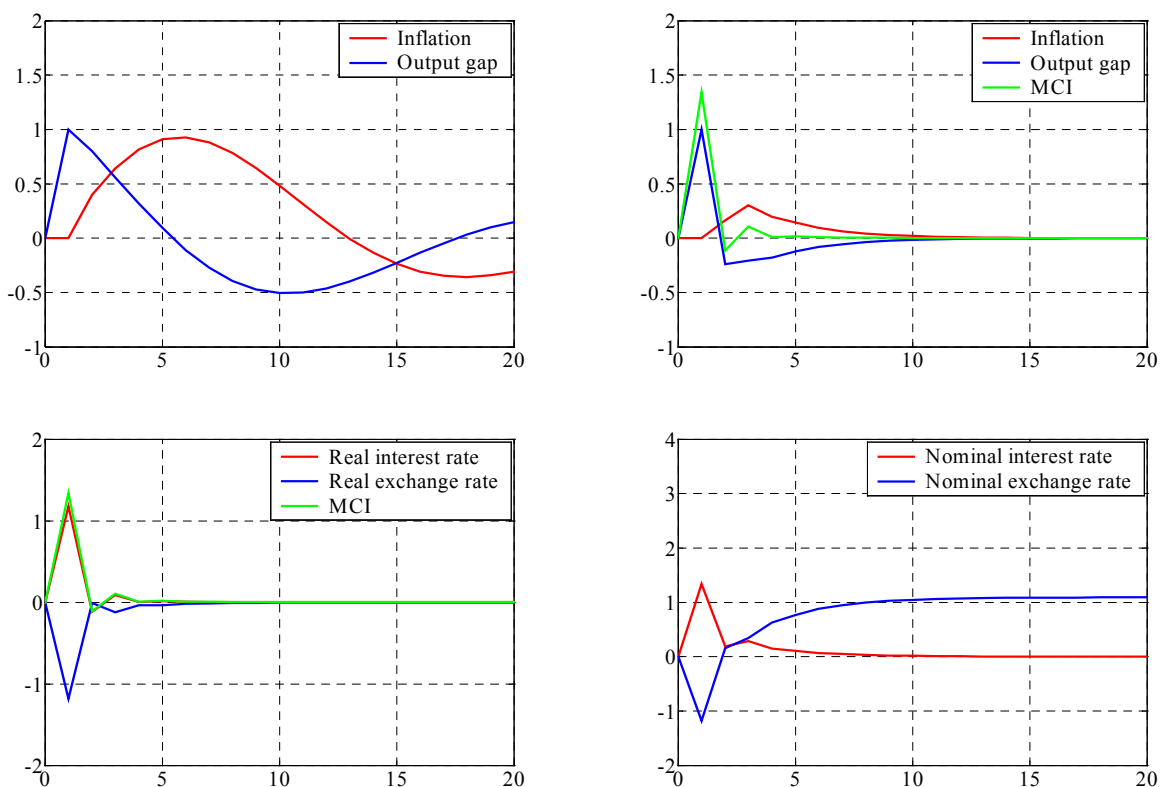 2
Inflation
Output gap
1.5
1
0.5
0
-0.5
-1
0 5 10 15 20
2
Inflation
Output gap
MCI
1.5
1
0.5
0
-0.5
-1
0 5 10 15 20
2
Real interest rate
Real exchange rate
MCI
1
0
-1
-2
0 5 10 15 20
4
Nominal interest rate
Nominal exchange rate
3
2
1
0
-1
-2
0 5 10 15 20